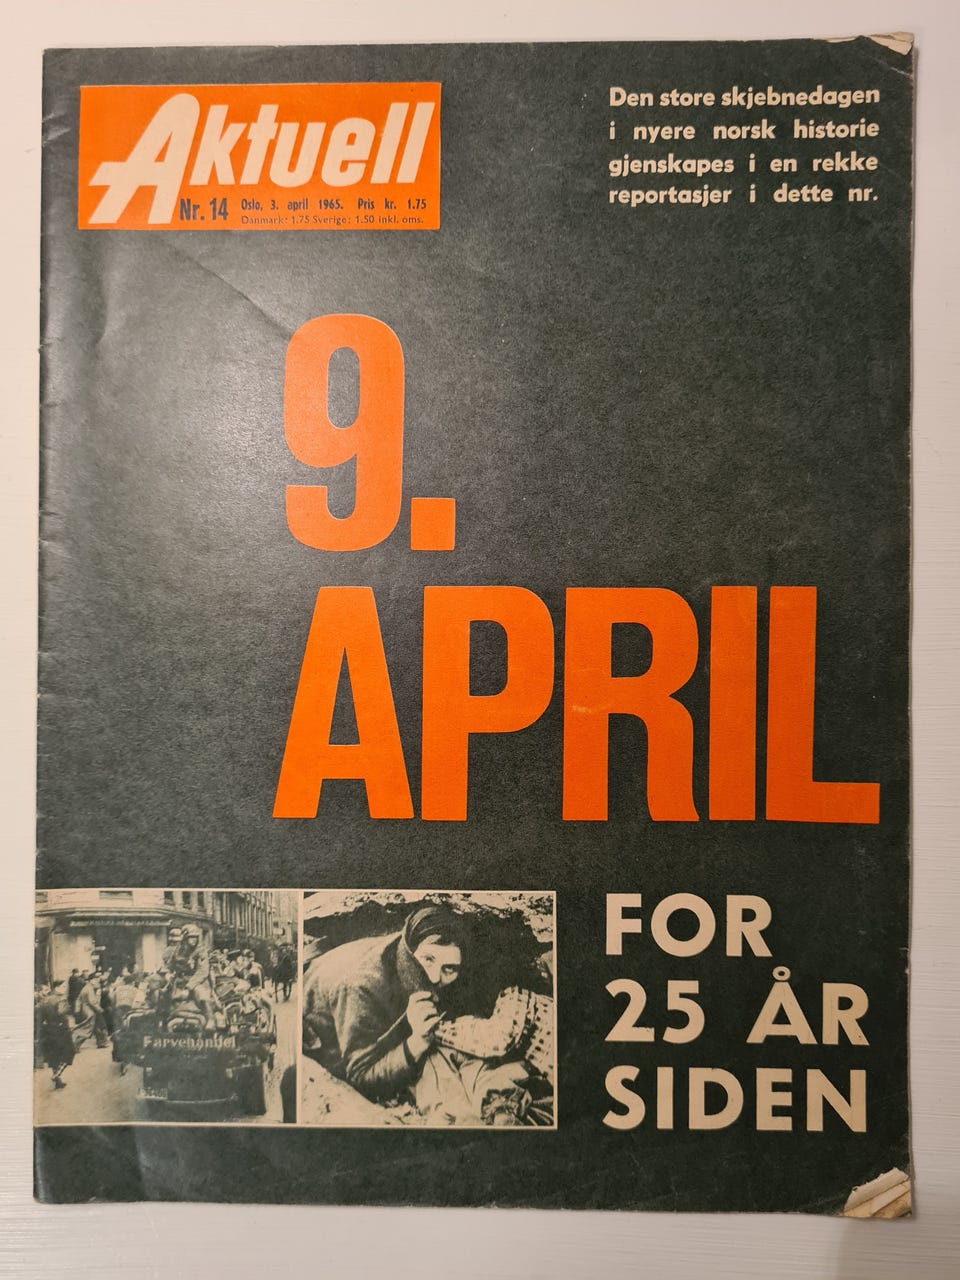 Aktuell
Nr. 14 Oslo, 3. april 1965. Pris kr. 1.75
Danmark: 1.75 Sverige: 1.50 inkl. oms.
Den store skjebnedagen
i nyere norsk historie
gjenskapes i en rekke
reportasjer i dette nr.
9.
APRIL
FOR
25 ÅR
SIDEN
Farvehandel